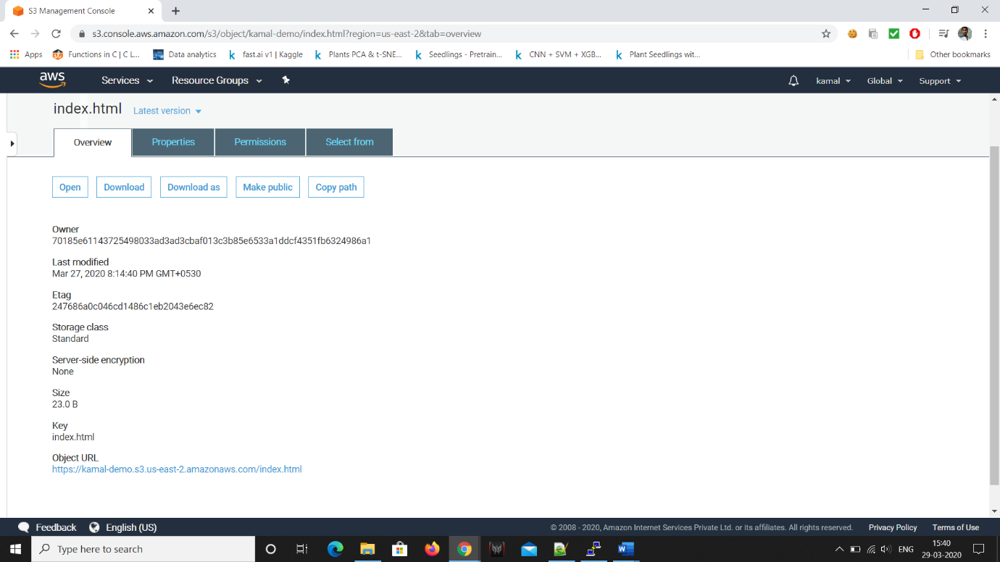 S3 Management Console
s3.console.aws.amazon.com/s3/object/kamal-demo/index.html?region=us-east-2&tab=overview
Apps Functions in C | C L... Data analytics fast.ai v1 | Kaggle Plants PCA & t-SNE... Seedlings - Pretrain... CNN + SVM + XGB... Plant Seedlings wit... Other bookmarks
aws Services Resource Groups kamal Global Support
index.html Latest version
Overview Properties Permissions Select from
Open Download Download as Make public Copy path
Owner
70185e61143725498033ad3ad3cbaf013c3b85e6533a1ddcf4351fb6324986a1
Last modified
Mar 27, 2020 8:14:40 PM GMT+0530
Etag
247686a0c046cd1486c1eb2043e6ec82
Storage class
Standard
Server-side encryption
None
Size
23.0 B
Key
index.html
Object URL
https://kamal-demo.s3.us-east-2.amazonaws.com/index.html
Feedback English (US) © 2008 - 2020, Amazon Internet Services Private Ltd. or its affiliates. All rights reserved. Privacy Policy Terms of Use
Type here to search ENG 15:40
29-03-2020